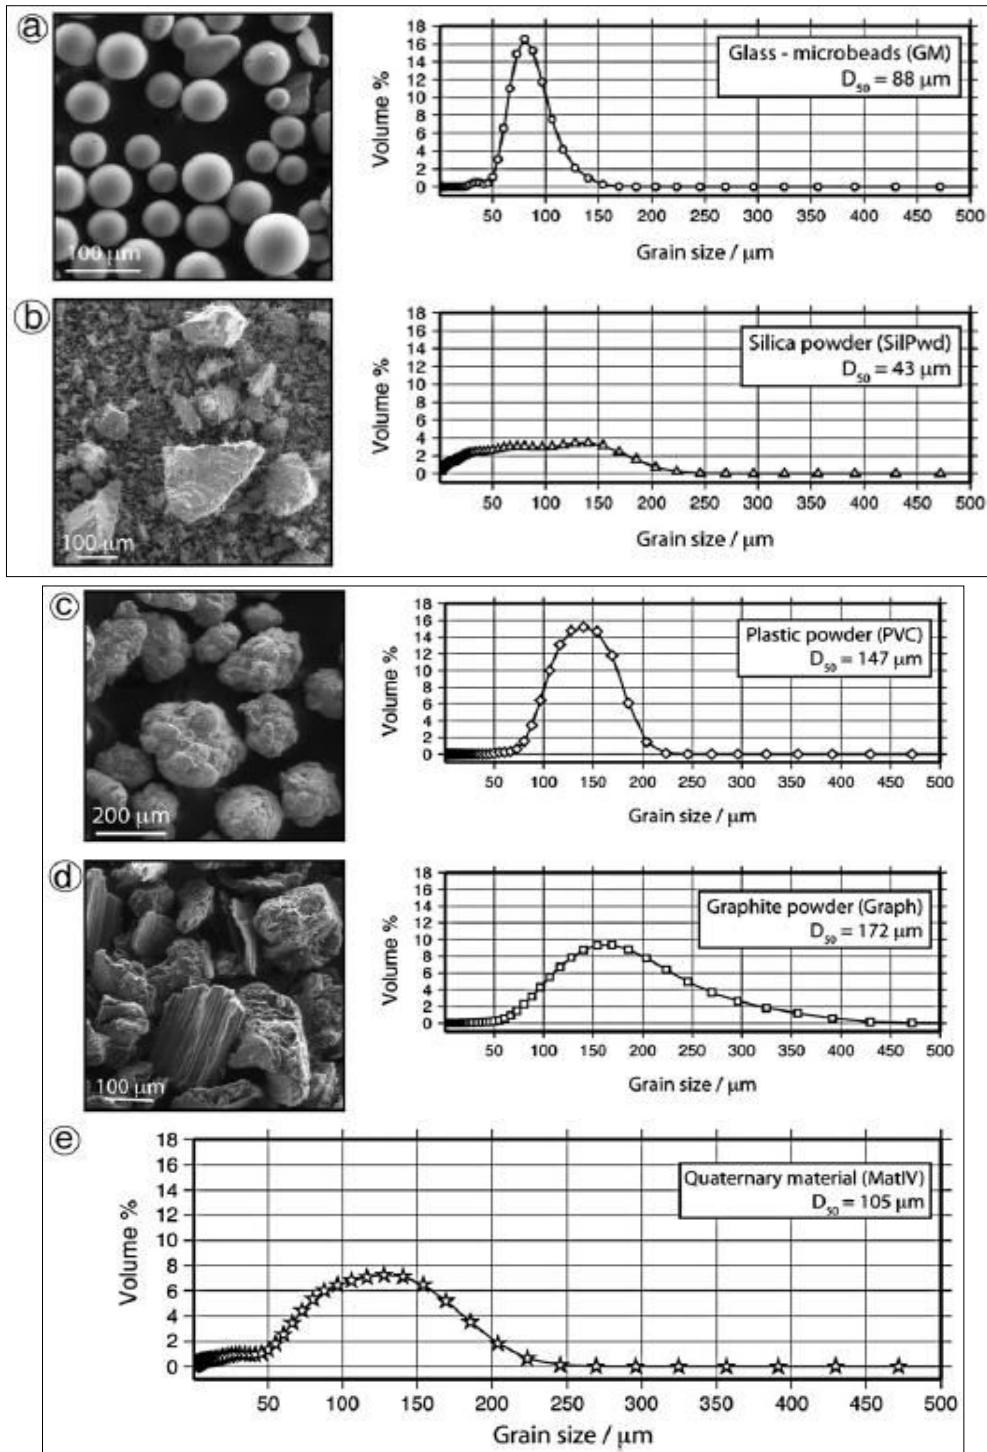 a
100 μm
18
16
14
12
10
8
6
4
2
0
Volume %
Glass - microbeads (GM)
D50 = 88 μm
50 100 150 200 250 300 350 400 450 500
Grain size / μm
b
100 μm
18
16
14
12
10
8
6
4
2
0
Volume %
Silica powder (SilPwd)
D50 = 43 μm
50 100 150 200 250 300 350 400 450 500
Grain size / μm
c
200 μm
18
16
14
12
10
8
6
4
2
0
Volume %
Plastic powder (PVC)
D50 = 147 μm
50 100 150 200 250 300 350 400 450 500
Grain size / μm
d
100 μm
18
16
14
12
10
8
6
4
2
0
Volume %
Graphite powder (Graph)
D50 = 172 μm
50 100 150 200 250 300 350 400 450 500
Grain size / μm
e
18
16
14
12
10
8
6
4
2
0
Volume %
Quaternary material (MatIV)
D50 = 105 μm
50 100 150 200 250 300 350 400 450 500
Grain size / μm